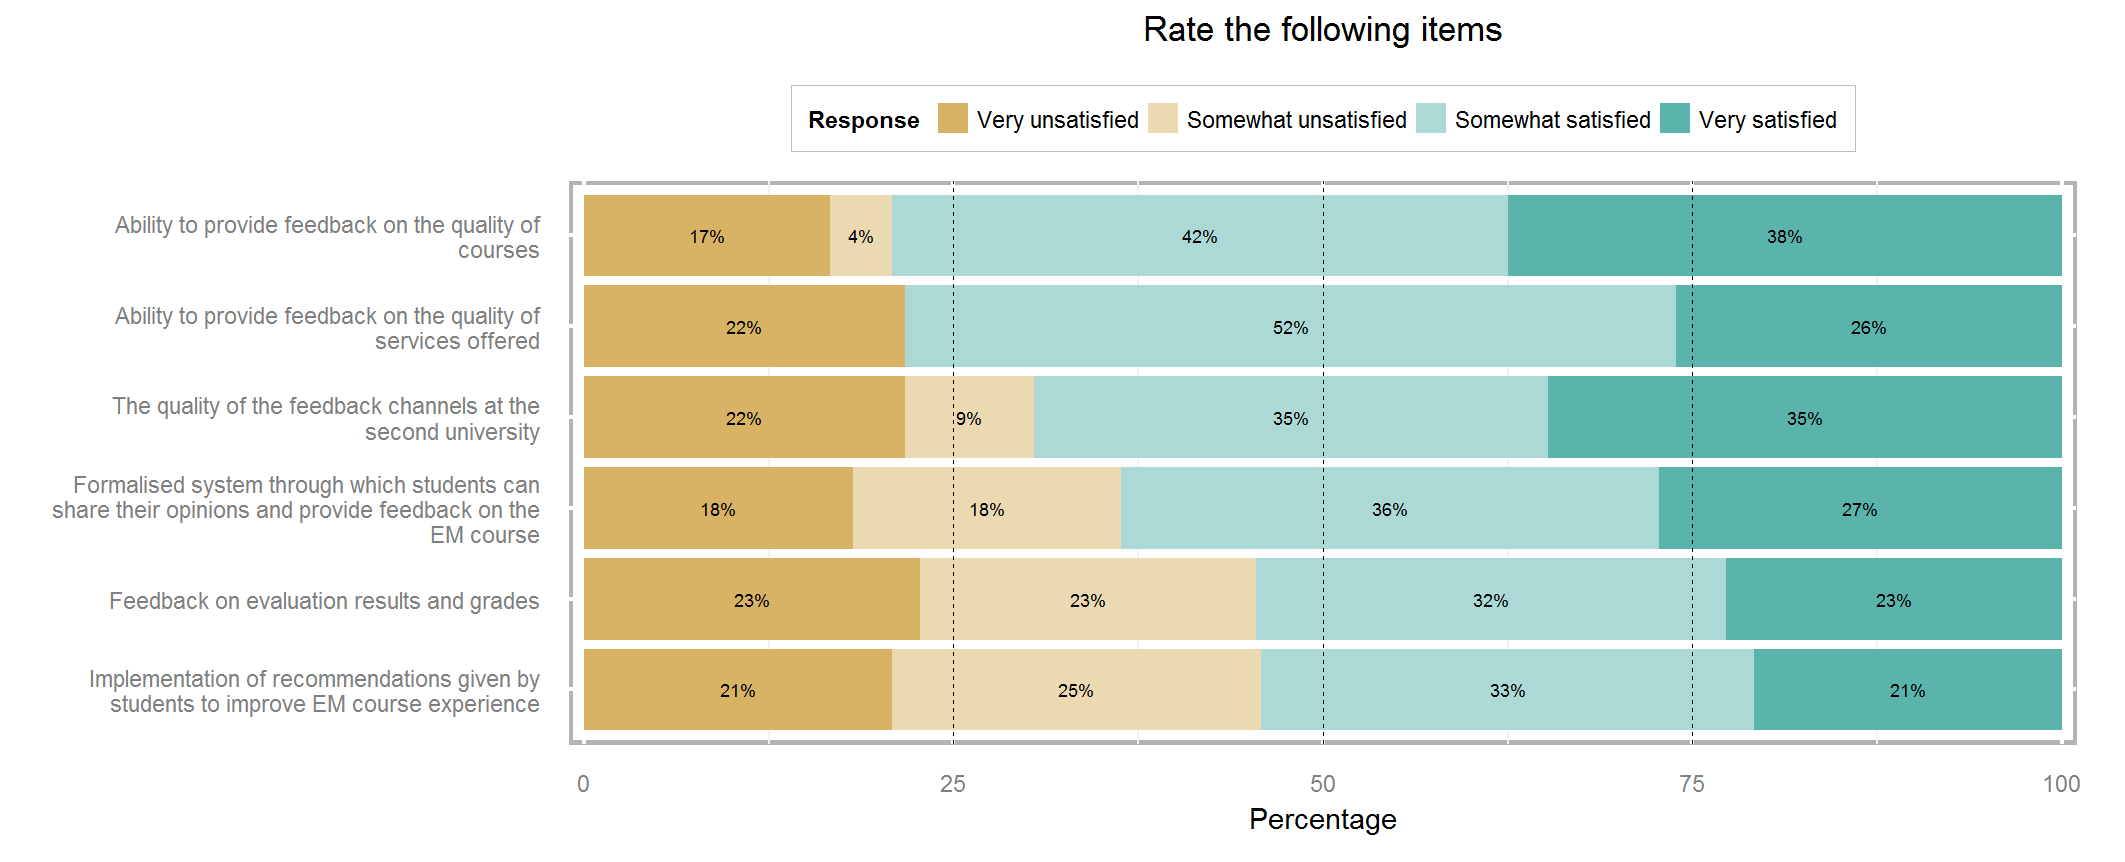 Rate the following items
Response Very unsatisfied Somewhat unsatisfied Somewhat satisfied Very satisfied
Ability to provide feedback on the quality of
courses
17% 4% 42% 38%
Ability to provide feedback on the quality of
services offered
22% 52% 26%
The quality of the feedback channels at the
second university
22% 9% 35% 35%
Formalised system through which students can
share their opinions and provide feedback on the
EM course
18% 18% 36% 27%
Feedback on evaluation results and grades
23% 23% 32% 23%
Implementation of recommendations given by
students to improve EM course experience
21% 25% 33% 21%
0 25 50 75 100
Percentage